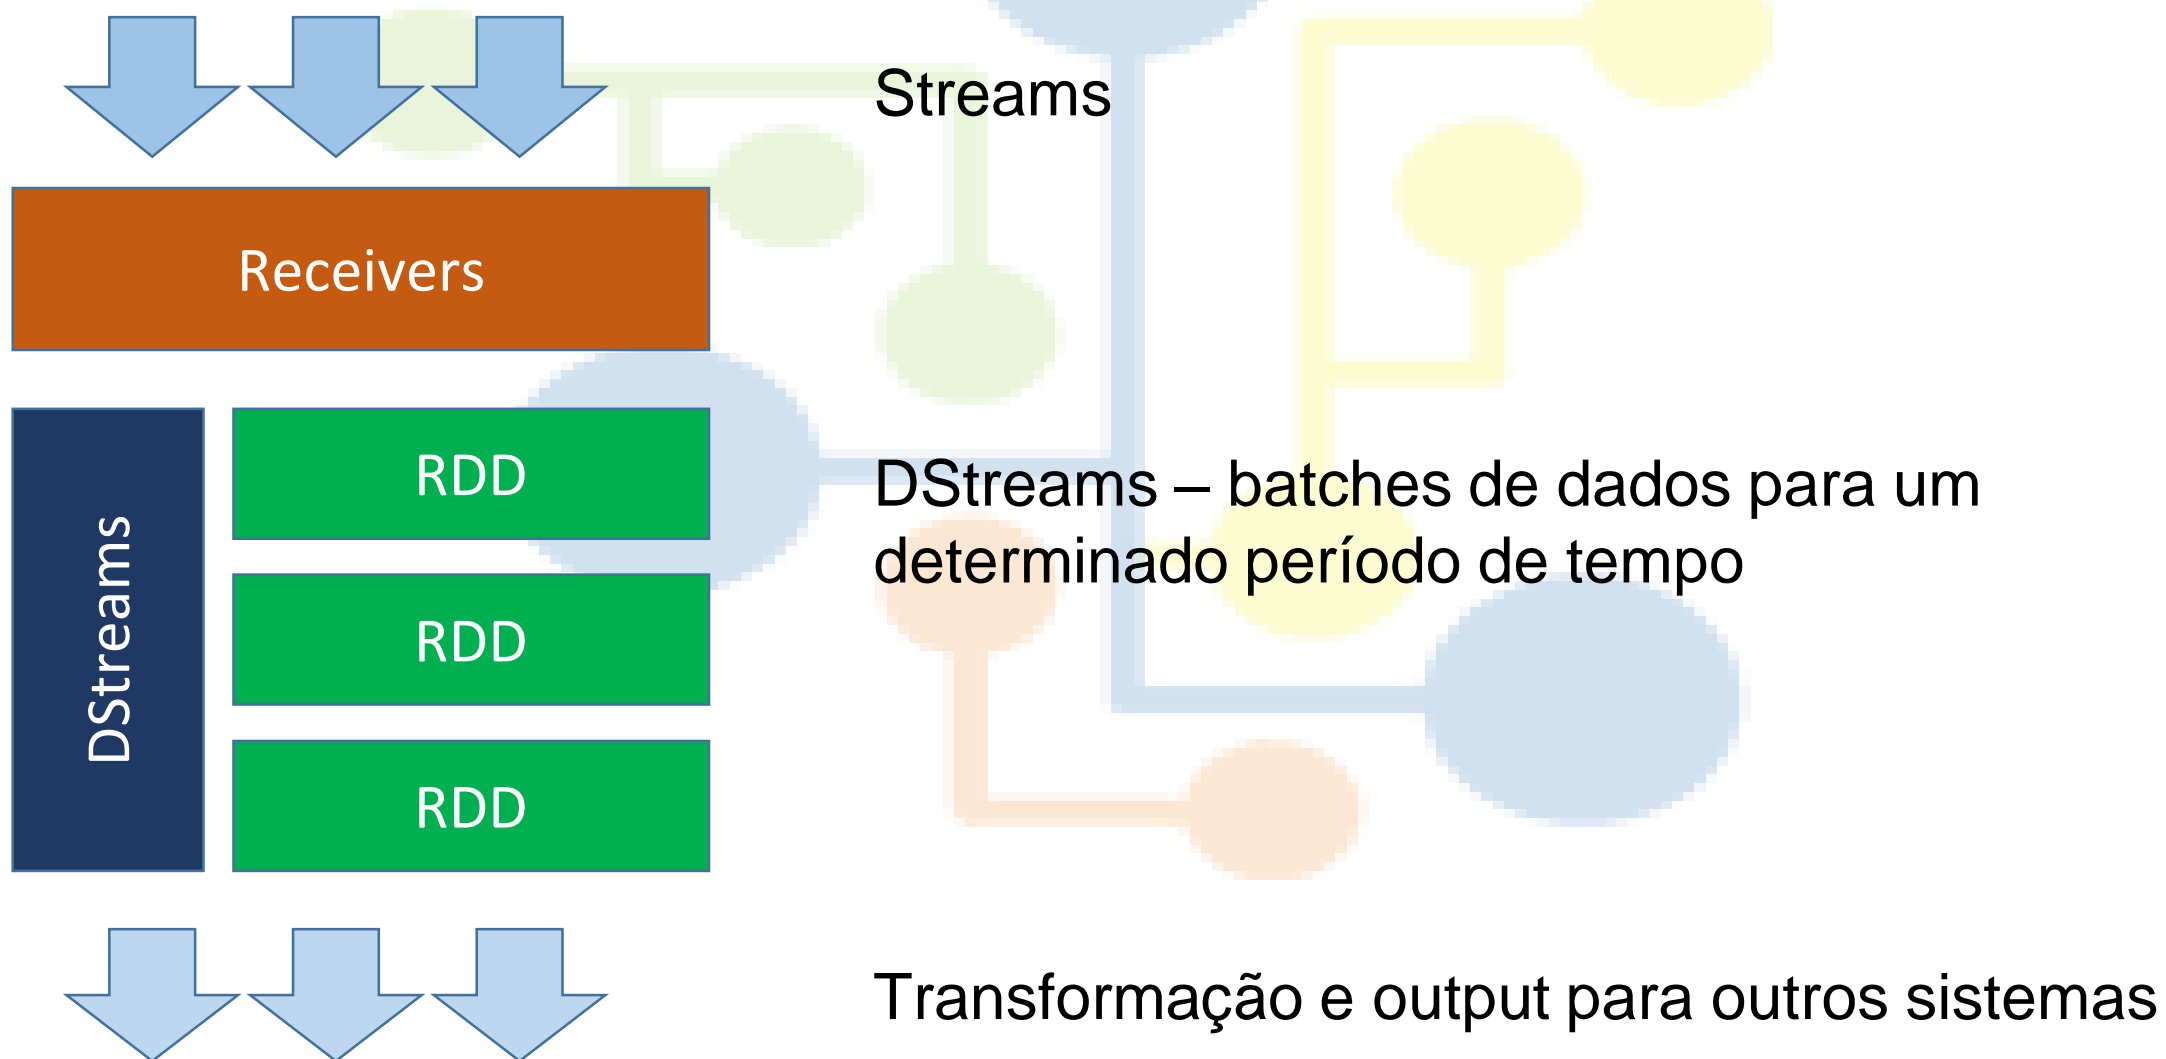 Streams
Receivers
DStreams
RDD
RDD
RDD
DStreams – batches de dados para um
determinado período de tempo
Transformação e output para outros sistemas